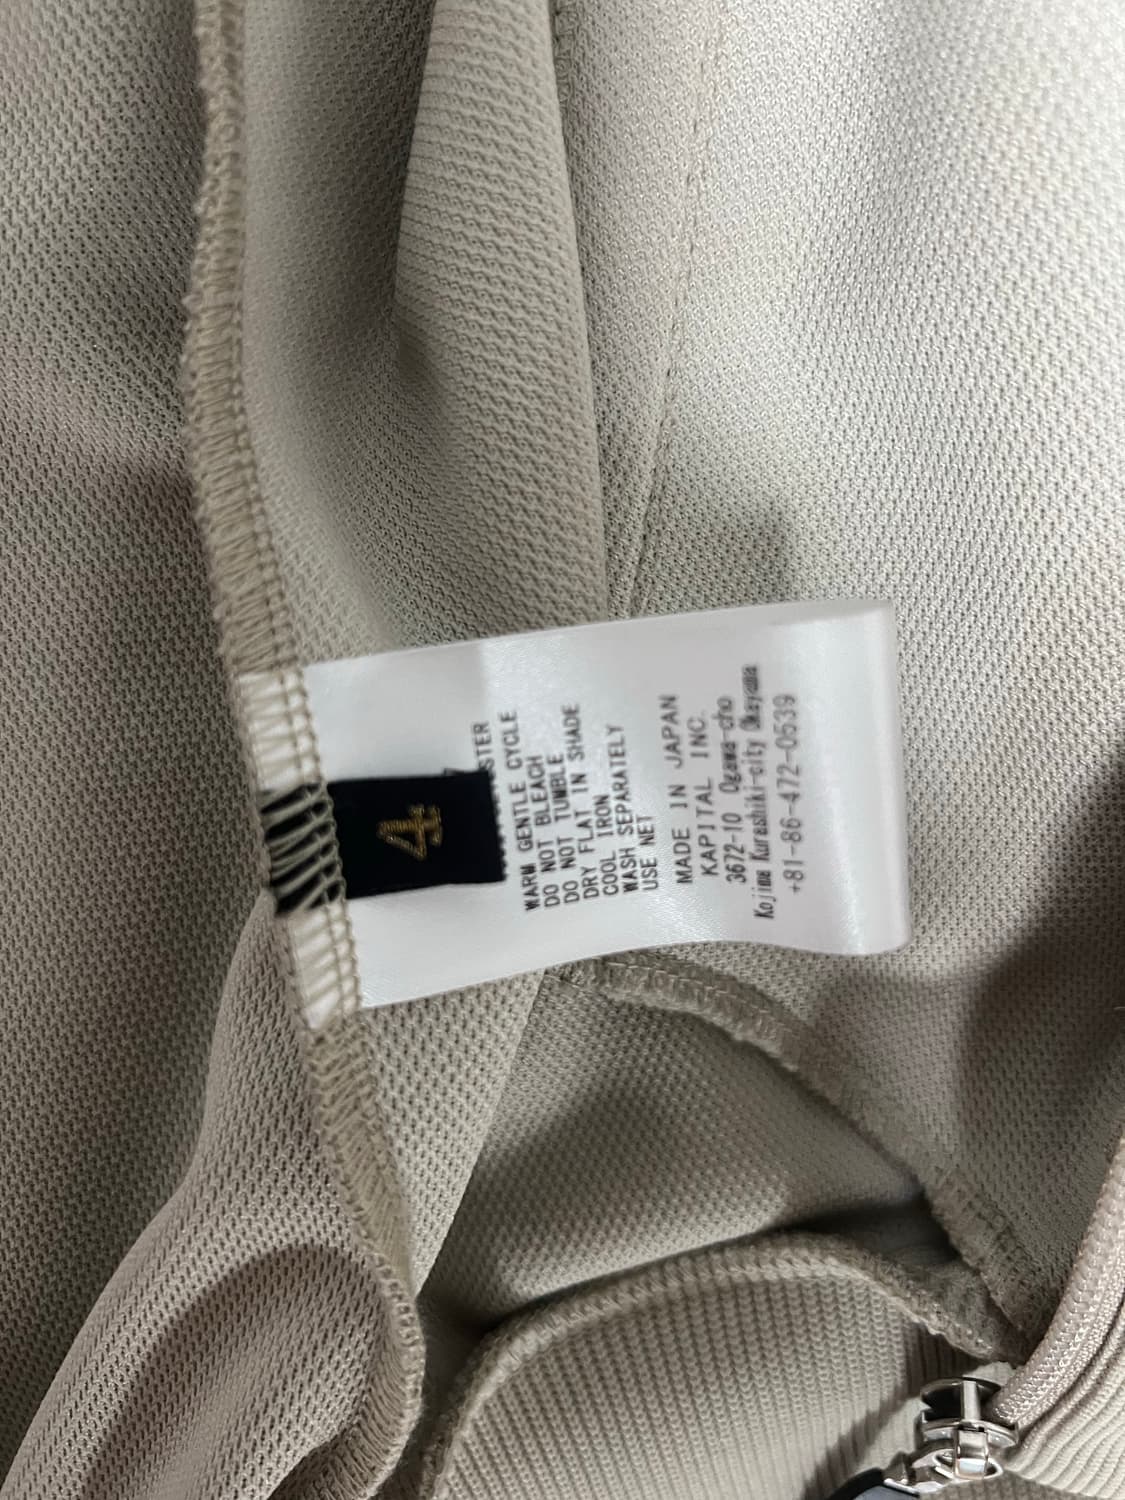 4
STER
WARM GENTLE CYCLE
DO NOT BLEACH
DO NOT TUMBLE
DRY FLAT IN SHADE
COOL IRON
WASH SEPARATELY
USE NET
MADE IN JAPAN
KAPITAL INC.
3672-10 Ogawa-cho
Kojima Kurashiki-city Okayama
+81-86-472-0539